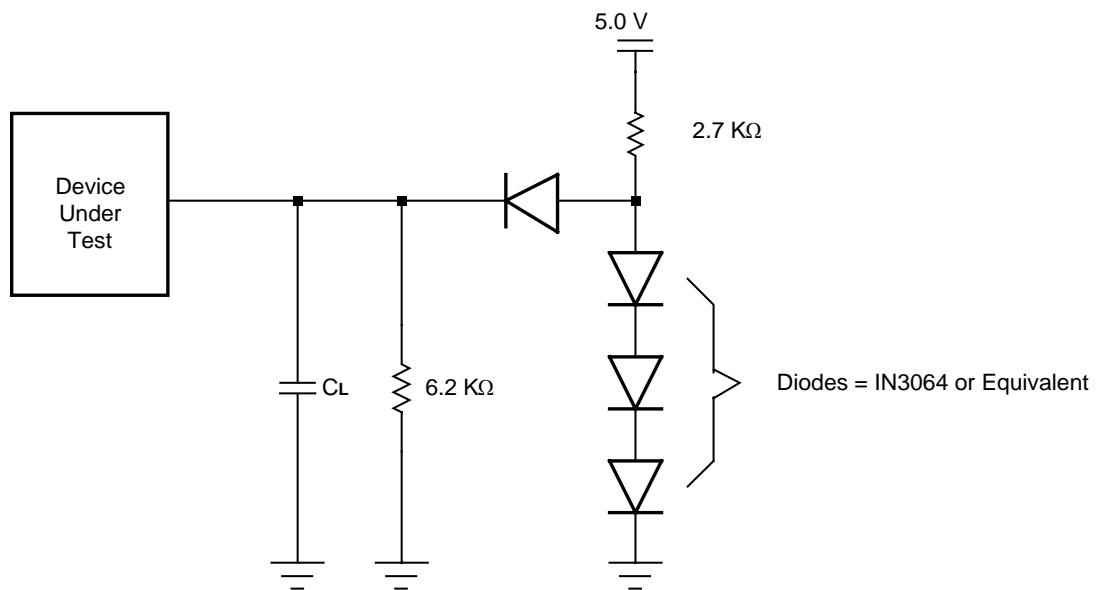 5.0 V
2.7 KΩ
Device
Under
Test
CL
6.2 KΩ
Diodes = IN3064 or Equivalent